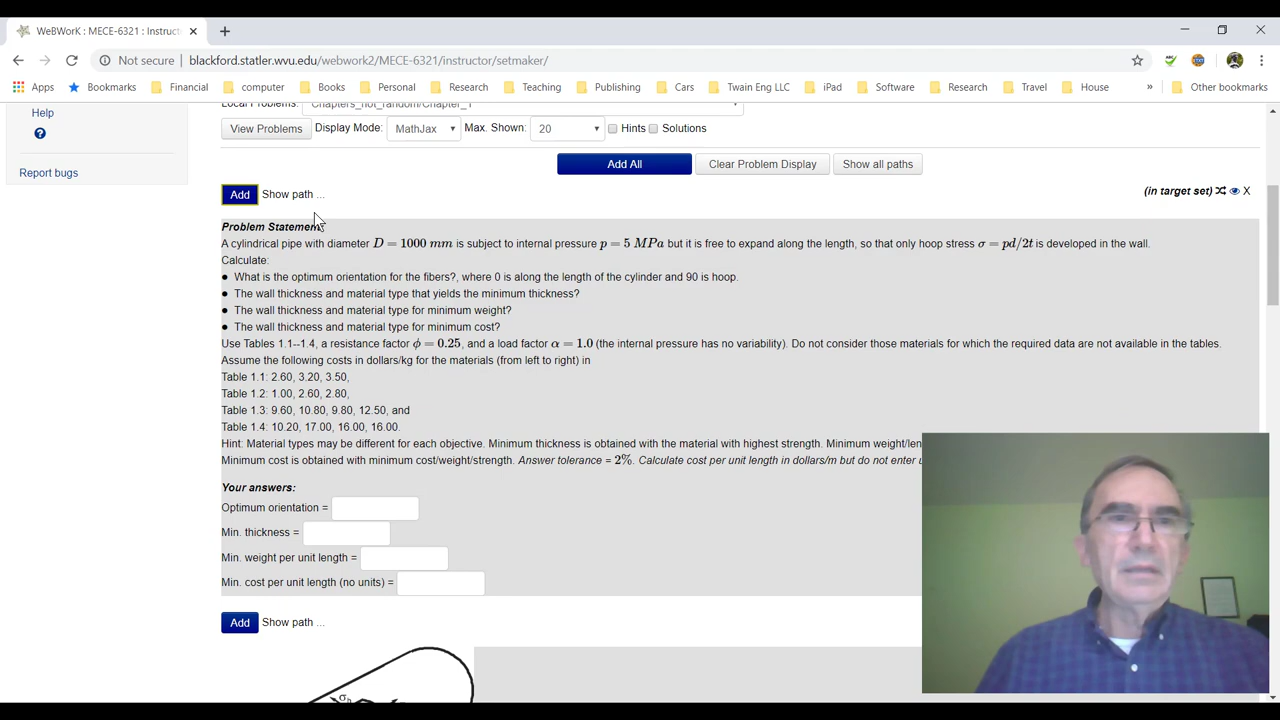 WeBWorK : MECE-6321 : Instruct
Not secure | blackford.statler.wvu.edu/webwork2/MECE-6321/instructor/setmaker/
Apps Bookmarks Financial computer Books Personal Research Teaching Publishing Cars Twain Eng LLC iPad Software Research Travel House » Other bookmarks
Help
Report bugs
Local Problems: Chapters_not_random/Chapter_1
View Problems Display Mode: MathJax Max. Shown: 20 Hints Solutions
Add All Clear Problem Display Show all paths
Add Show path ... (in target set) X
Problem Statement
A cylindrical pipe with diameter D = 1000 mm is subject to internal pressure p = 5 MPa but it is free to expand along the length, so that only hoop stress σ = pd/2t is developed in the wall.
Calculate:
● What is the optimum orientation for the fibers?, where 0 is along the length of the cylinder and 90 is hoop.
● The wall thickness and material type that yields the minimum thickness?
● The wall thickness and material type for minimum weight?
● The wall thickness and material type for minimum cost?
Use Tables 1.1--1.4, a resistance factor ϕ = 0.25, and a load factor α = 1.0 (the internal pressure has no variability). Do not consider those materials for which the required data are not available in the tables.
Assume the following costs in dollars/kg for the materials (from left to right) in
Table 1.1: 2.60, 3.20, 3.50,
Table 1.2: 1.00, 2.60, 2.80,
Table 1.3: 9.60, 10.80, 9.80, 12.50, and
Table 1.4: 10.20, 17.00, 16.00, 16.00.
Hint: Material types may be different for each objective. Minimum thickness is obtained with the material with highest strength. Minimum weight/len
Minimum cost is obtained with minimum cost/weight/strength. Answer tolerance = 2%. Calculate cost per unit length in dollars/m but do not enter u
Your answers:
Optimum orientation =
Min. thickness =
Min. weight per unit length =
Min. cost per unit length (no units) =
Add Show path ...
σh